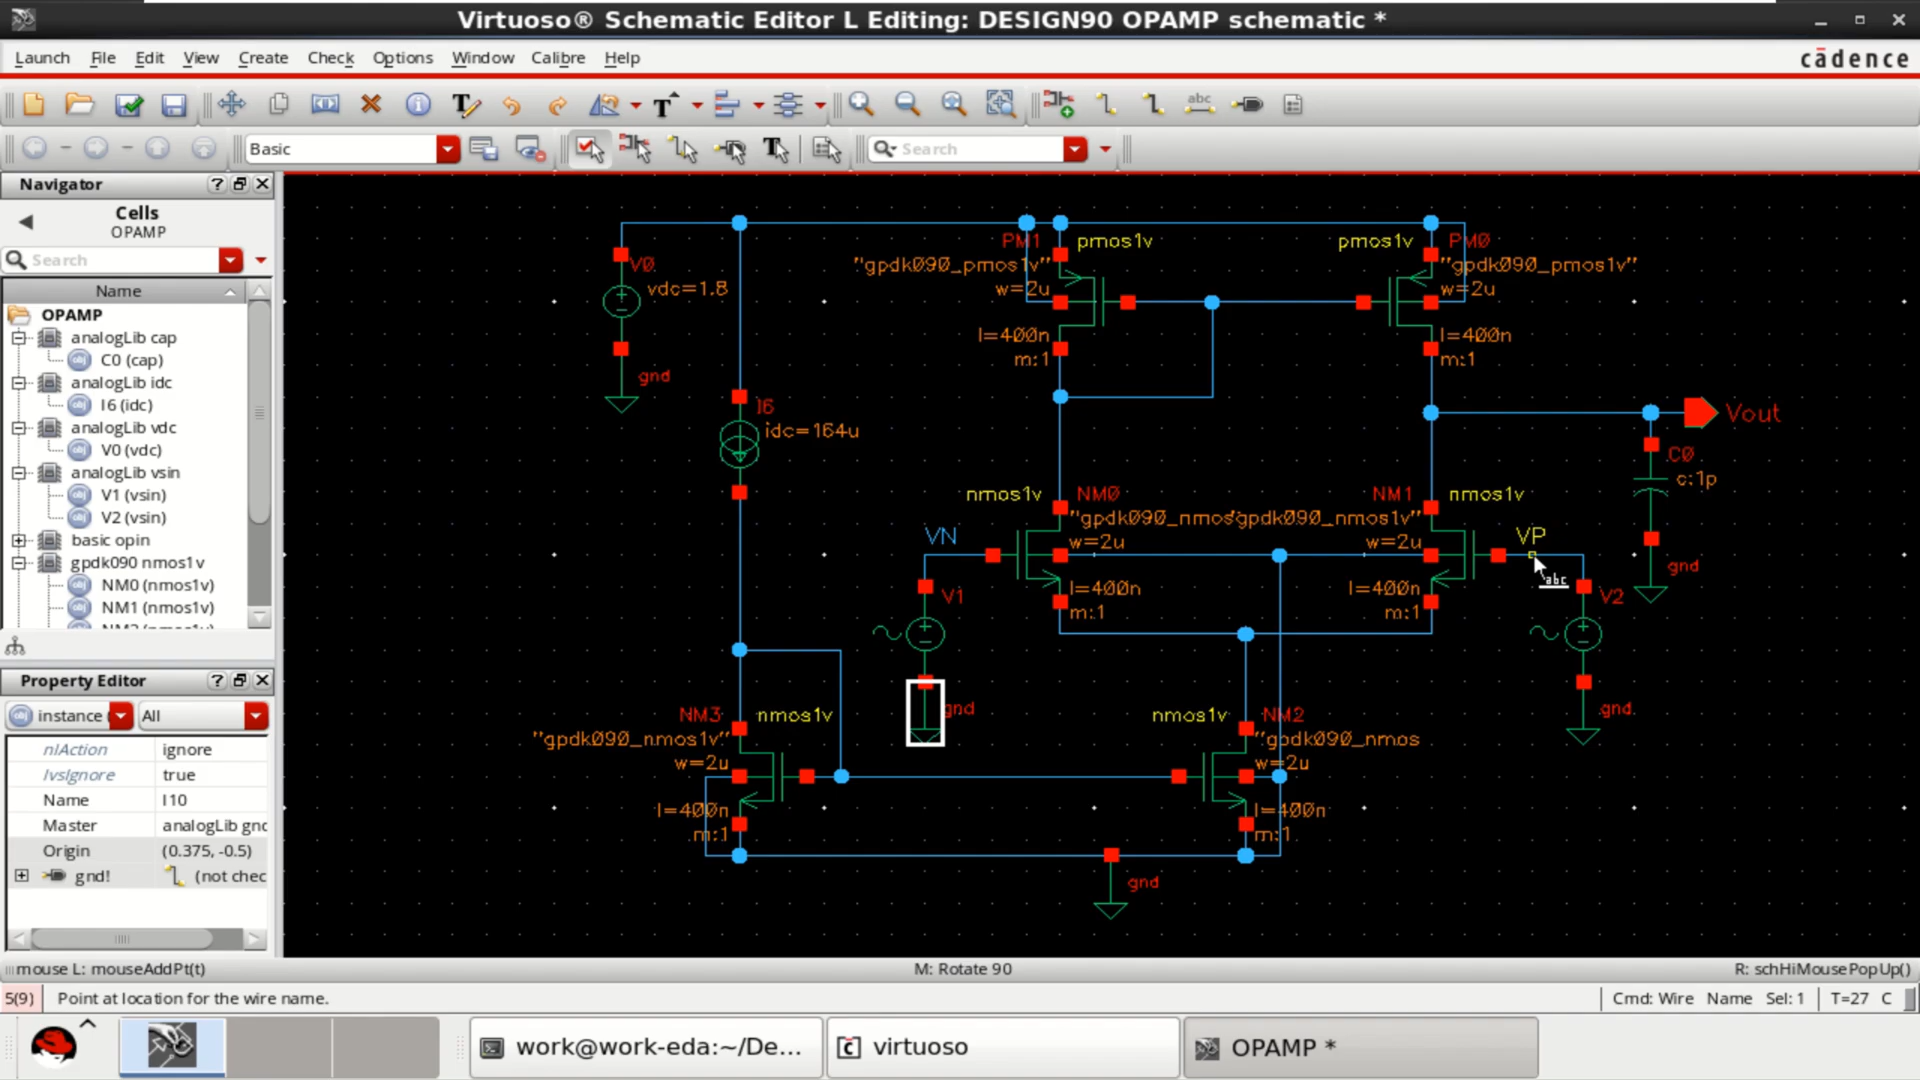 Virtuoso® Schematic Editor L Editing: DESIGN90 OPAMP schematic *
Launch File Edit View Create Check Options Window Calibre Help
cādence
abc
Basic
Search
Navigator
Cells
OPAMP
Search
Name
OPAMP
analogLib cap
C0 (cap)
analogLib idc
I6 (idc)
analogLib vdc
V0 (vdc)
analogLib vsin
V1 (vsin)
V2 (vsin)
basic opin
gpdk090 nmos1v
NM0 (nmos1v)
NM1 (nmos1v)
Property Editor
instance All
nlAction ignore
lvsIgnore true
Name I10
Master analogLib gnd
Origin (0.375, -0.5)
gnd! (not chec
V0
vdc=1.8
gnd
I6
idc=164u
PM1 pmos1v
"gpdk090_pmos1v"
w=2u
l=400n
m:1
pmos1v PM0
"gpdk090_pmos1v"
w=2u
l=400n
m:1
Vout
C0
c:1p
gnd
nmos1v NM0
"gpdk090_nmos
w=2u
l=400n
m:1
NM1 nmos1v
"gpdk090_nmos1v"
w=2u
l=400n
m:1
VN
V1
gnd
VP
abc
V2
gnd
NM3 nmos1v
"gpdk090_nmos1v"
w=2u
l=400n
m:1
nmos1v NM2
"gpdk090_nmos
w=2u
l=400n
m:1
gnd
mouse L: mouseAddPt(t) M: Rotate 90 R: schHiMousePopUp()
5(9) Point at location for the wire name. Cmd: Wire Name Sel: 1 T=27 C
work@work-eda:~/De... virtuoso OPAMP *